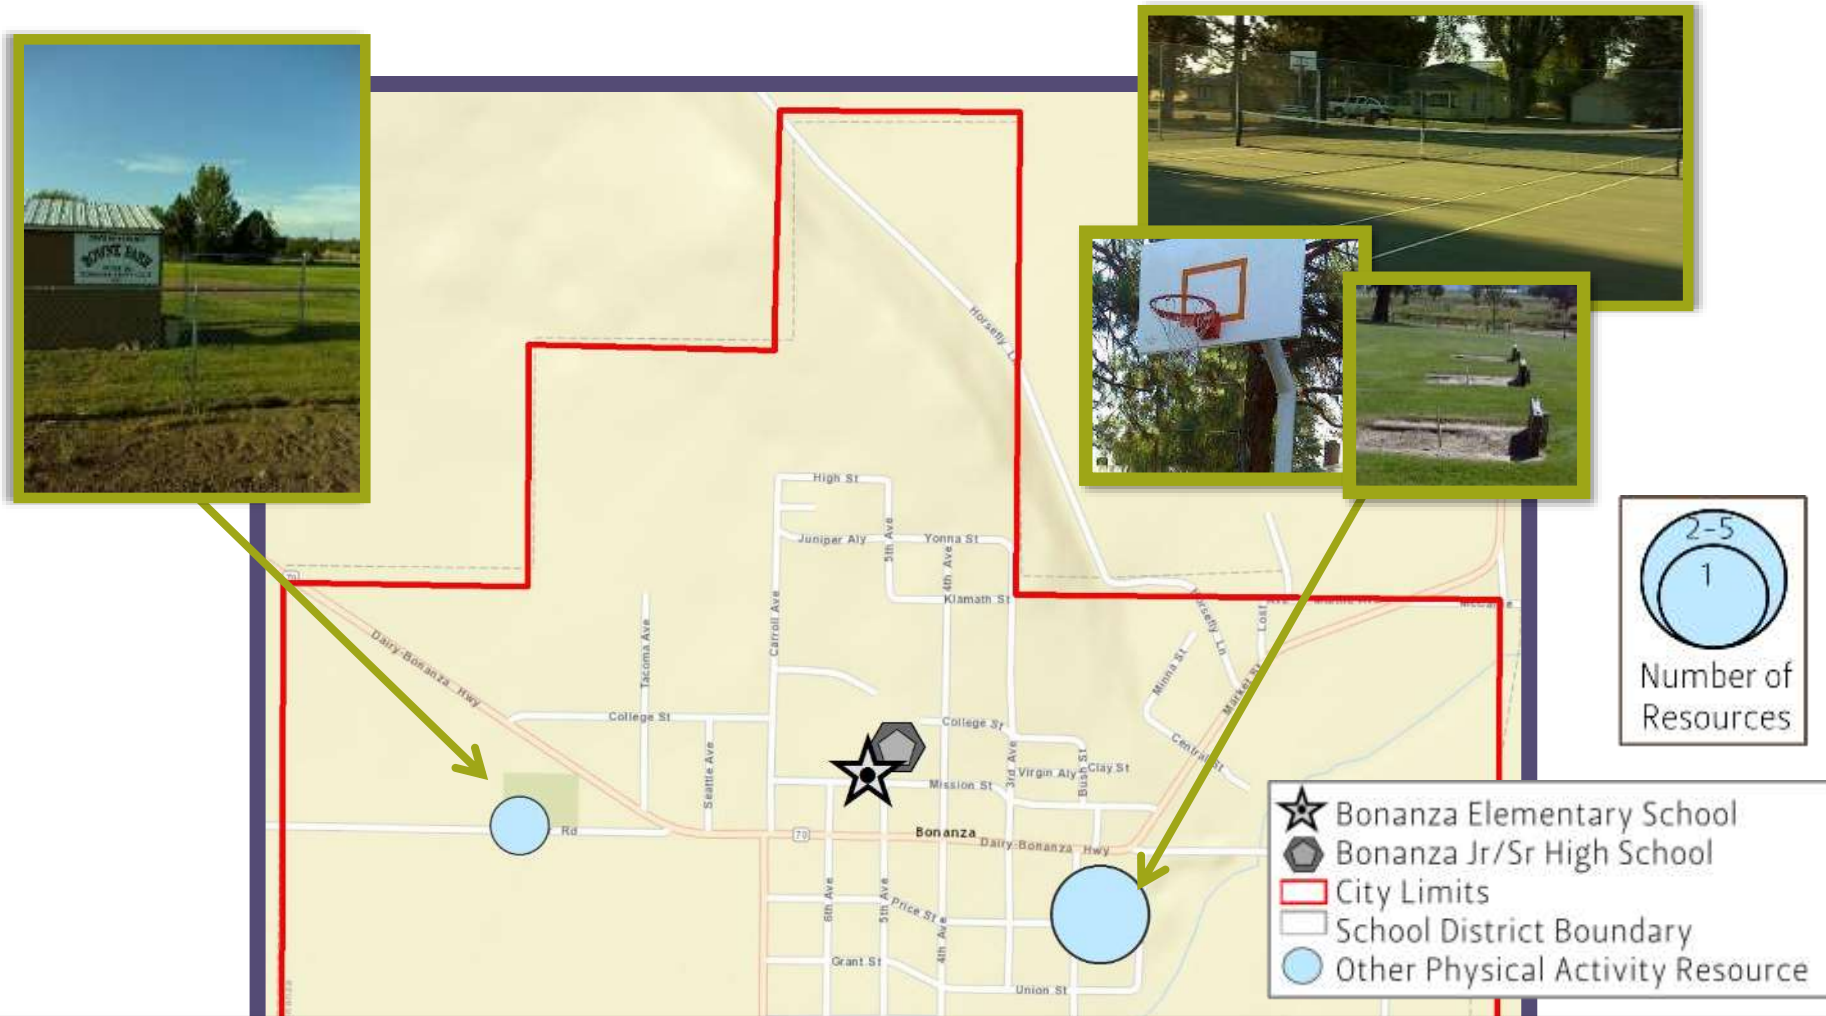 BOWNE PARK
High St
Juniper Aly
Yonna St
5th Ave
4th Ave
Klamath St
Horsefly Ln
Carroll Ave
Tacoma Ave
Dairy-Bonanza Hwy
College St
Seattle Ave
College St
3rd Ave
Mission St
Virgin Aly
Clay St
Bush St
Minna St
Horsefly Ln
Lost
Market St
Central St
Rd
70
70
Bonanza
Dairy-Bonanza Hwy
6th Ave
5th Ave
Price St
4th Ave
Grant St
Union St
2-5
1
Number of
Resources
Bonanza Elementary School
Bonanza Jr/Sr High School
City Limits
School District Boundary
Other Physical Activity Resource